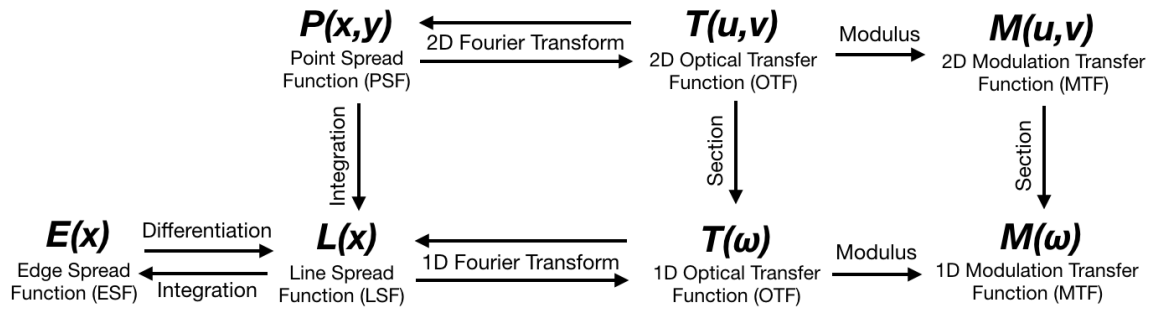 P(x,y)
Point Spread
Function (PSF)
2D Fourier Transform
T(u,v)
2D Optical Transfer
Function (OTF)
Modulus
M(u,v)
2D Modulation Transfer
Function (MTF)
Integration
Section
Section
E(x)
Edge Spread
Function (ESF)
Differentiation
Integration
L(x)
Line Spread
Function (LSF)
1D Fourier Transform
T(ω)
1D Optical Transfer
Function (OTF)
Modulus
M(ω)
1D Modulation Transfer
Function (MTF)